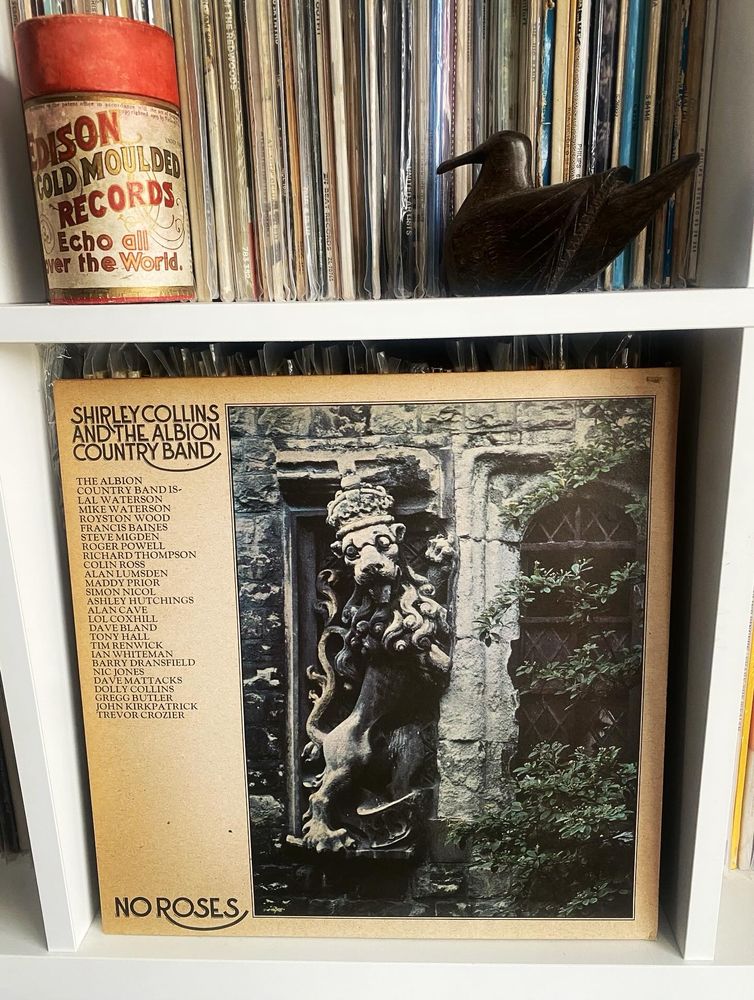 EDISON
GOLD MOULDED
RECORDS
Echo all
over the World.
SHIRLEY COLLINS
AND THE ALBION
COUNTRY BAND
THE ALBION
COUNTRY BAND IS-
LAL WATERSON
MIKE WATERSON
ROYSTON WOOD
FRANCIS BAINES
STEVE MIGDEN
ROGER POWELL
RICHARD THOMPSON
COLIN ROSS
ALAN LUMSDEN
MADDY PRIOR
SIMON NICOL
ASHLEY HUTCHINGS
ALAN CAVE
LOL COXHILL
DAVE BLAND
TONY HALL
TIM RENWICK
IAN WHITEMAN
BARRY DRANSFIELD
NIC JONES
DAVE MATTACKS
DOLLY COLLINS
GREGG BUTLER
JOHN KIRKPATRICK
TREVOR CROZIER
NO ROSES